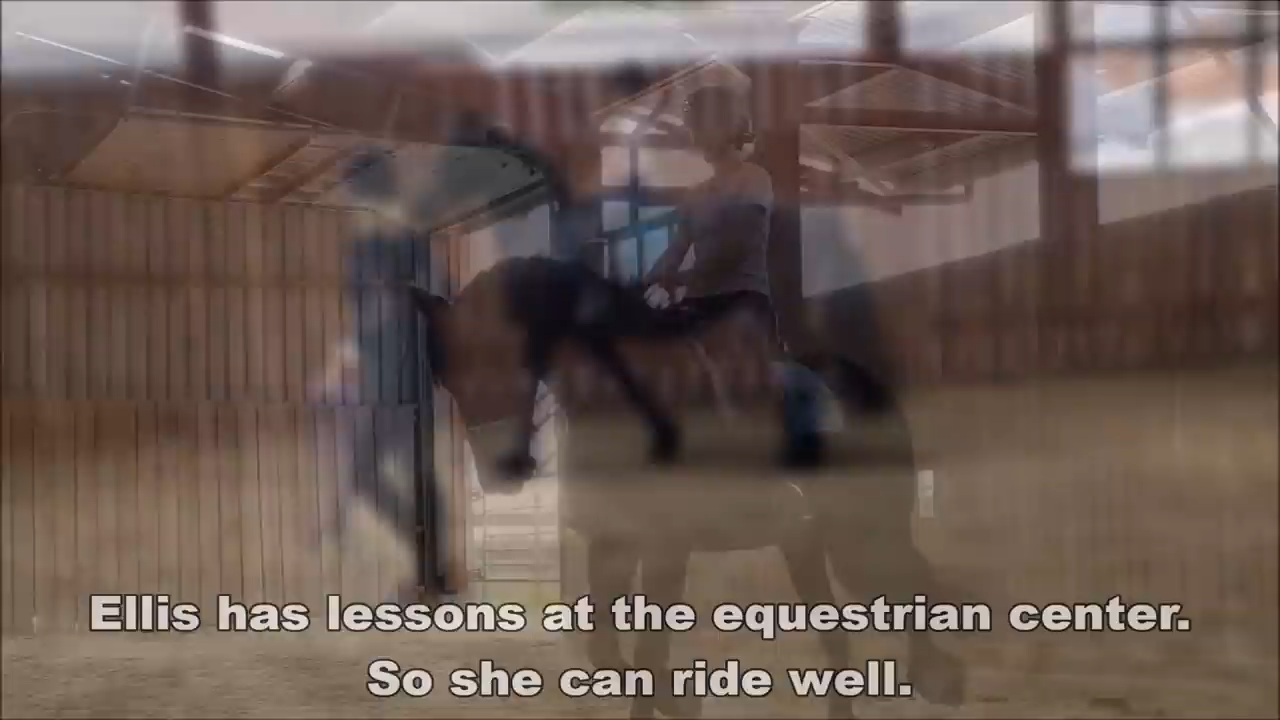 Ellis has lessons at the equestrian center.
So she can ride well.